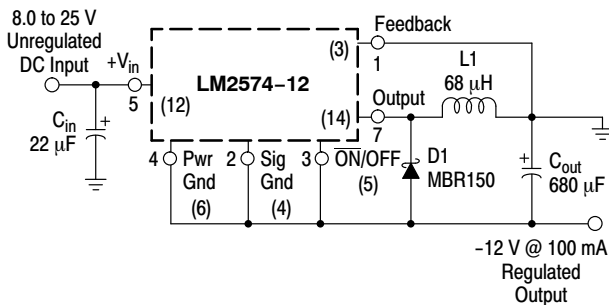 8.0 to 25 V
Unregulated
DC Input
+Vin
5
(12)
Cin
22 μF
+
LM2574-12
(3)
Feedback
1
(14)
Output
7
L1
68 μH
4
Pwr
Gnd
(6)
2
Sig
Gnd
(4)
3
ON/OFF
(5)
D1
MBR150
+
Cout
680 μF
-12 V @ 100 mA
Regulated
Output